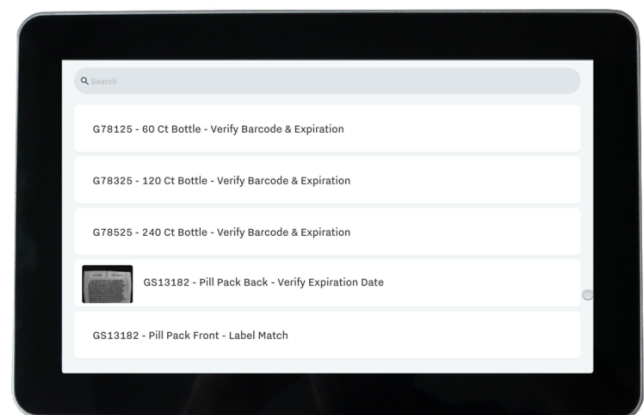 Search
G78125 - 60 Ct Bottle - Verify Barcode & Expiration
G78325 - 120 Ct Bottle - Verify Barcode & Expiration
G78525 - 240 Ct Bottle - Verify Barcode & Expiration
GS13182 - Pill Pack Back - Verify Expiration Date
GS13182 - Pill Pack Front - Label Match